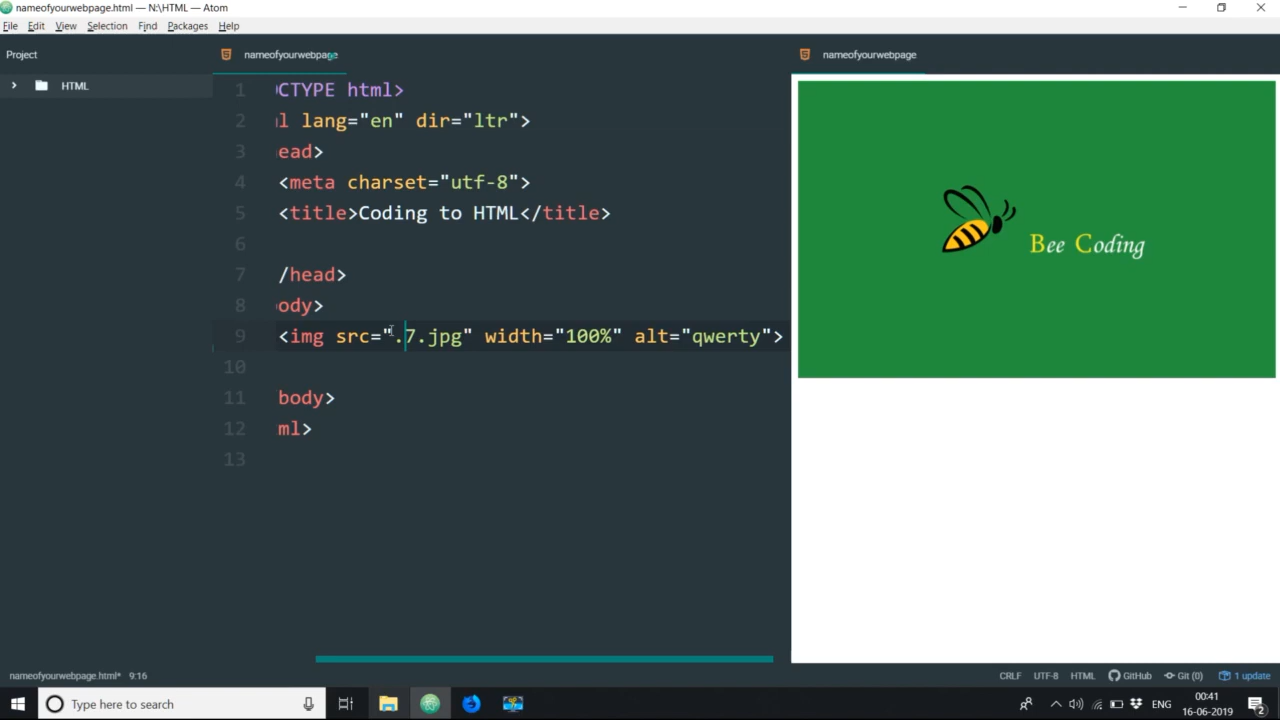 nameofyourwebpage.html — N:\HTML — Atom
File Edit View Selection Find Packages Help
Project
nameofyourwebpage
nameofyourwebpage
HTML
1 OCTYPE html>
2 l lang="en" dir="ltr">
3 ead>
4 <meta charset="utf-8">
5 <title>Coding to HTML</title>
6
7 /head>
8 ody>
9 <img src=".7.jpg" width="100%" alt="qwerty">
10
11 body>
12 ml>
13
Bee Coding
nameofyourwebpage.html* 9:16
CRLF UTF-8 HTML GitHub Git (0) 1 update
Type here to search
ENG
00:41
16-06-2019
2